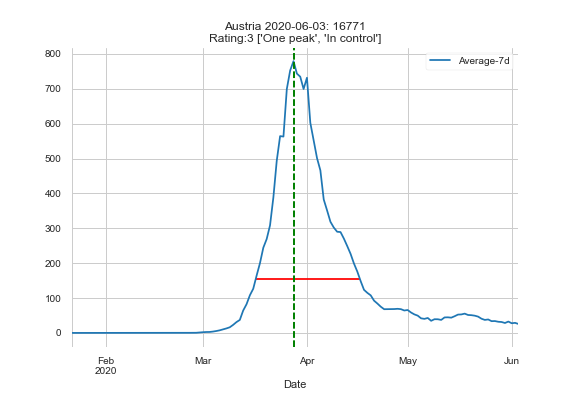 Austria 2020-06-03: 16771
Rating:3 ['One peak', 'In control']
Average-7d
800
700
600
500
400
300
200
100
0
Feb
2020
Mar
Apr
May
Jun
Date